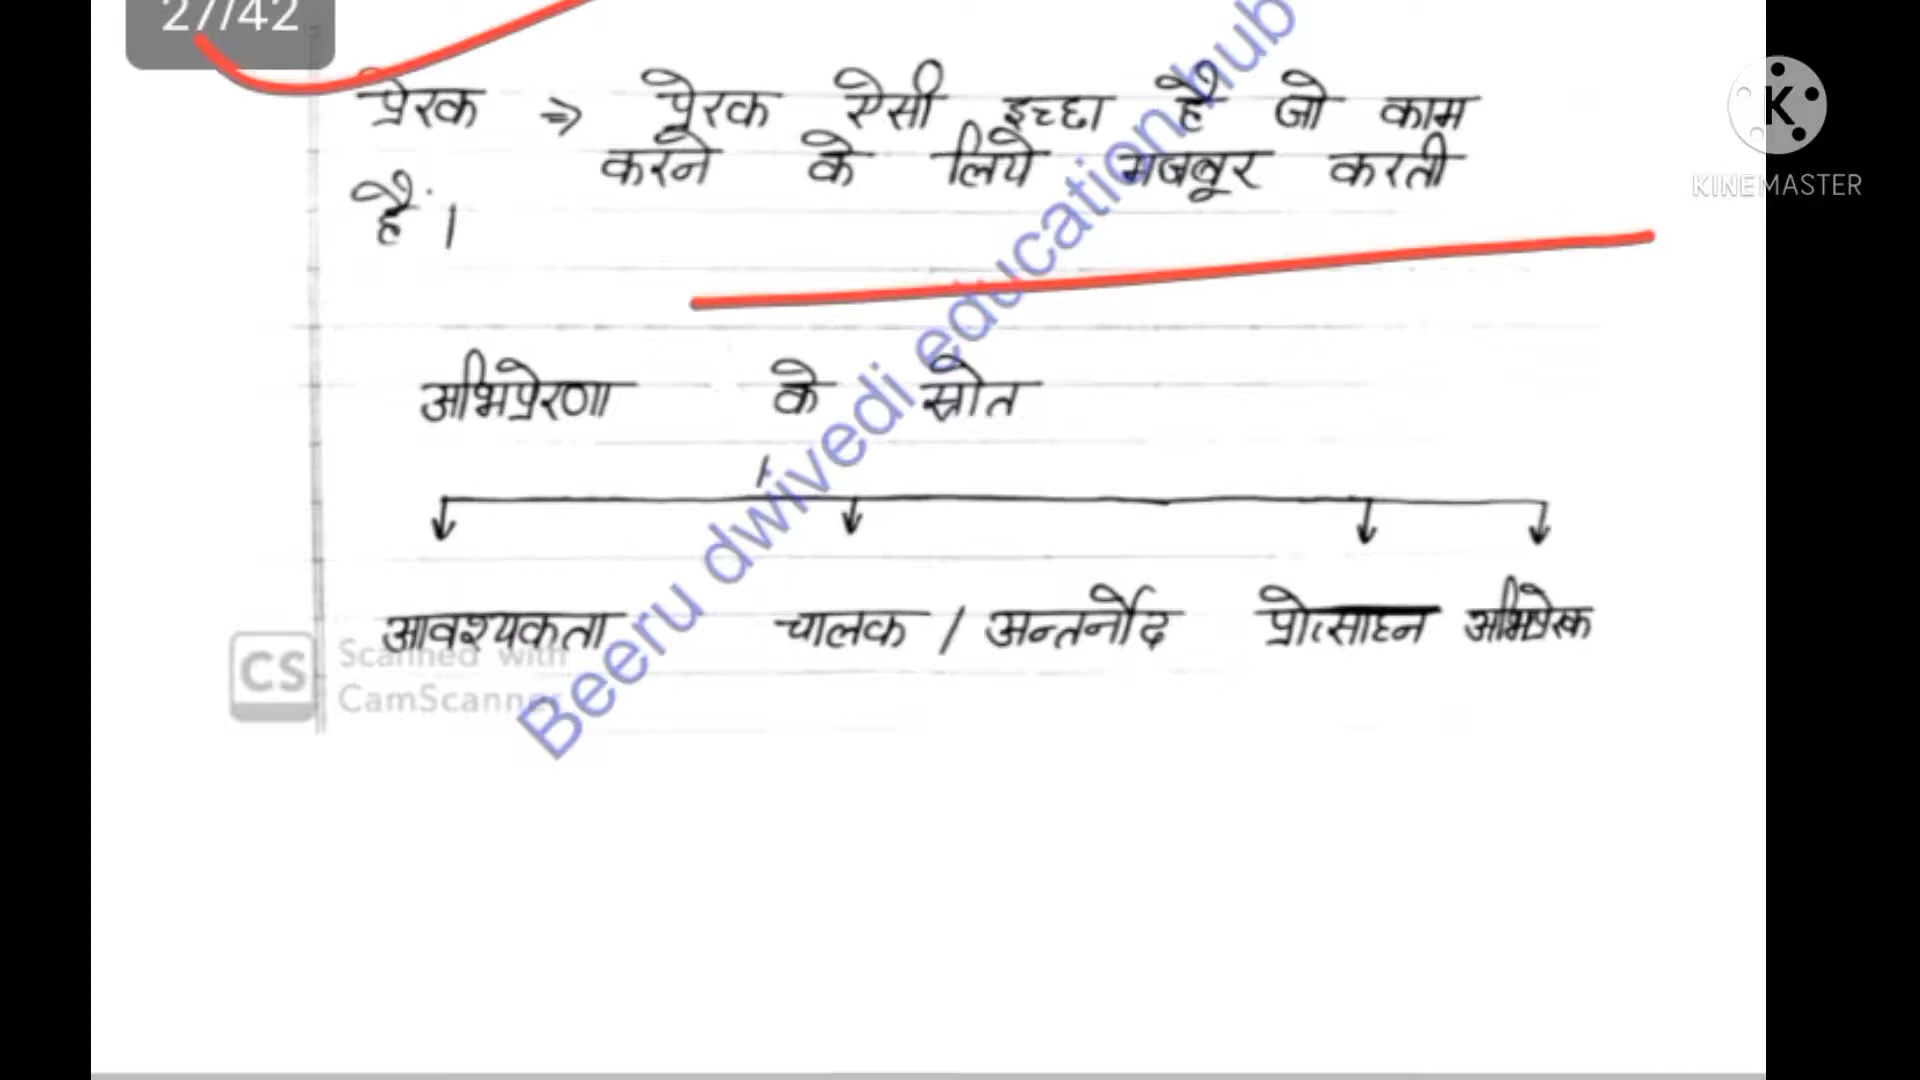 27/42
प्रेरक ⇒ प्रेरक ऐसी इच्छा है जो काम
करने के लिये मजबूर करती
हैं।
अभिप्रेरणा के स्रोत
आवश्यकता चालक / अन्तर्नोद प्रोत्साहन अभिप्रेरक
CS Scanned with
CamScanner
Beeru dwivedi education hub
K
KINEMASTER